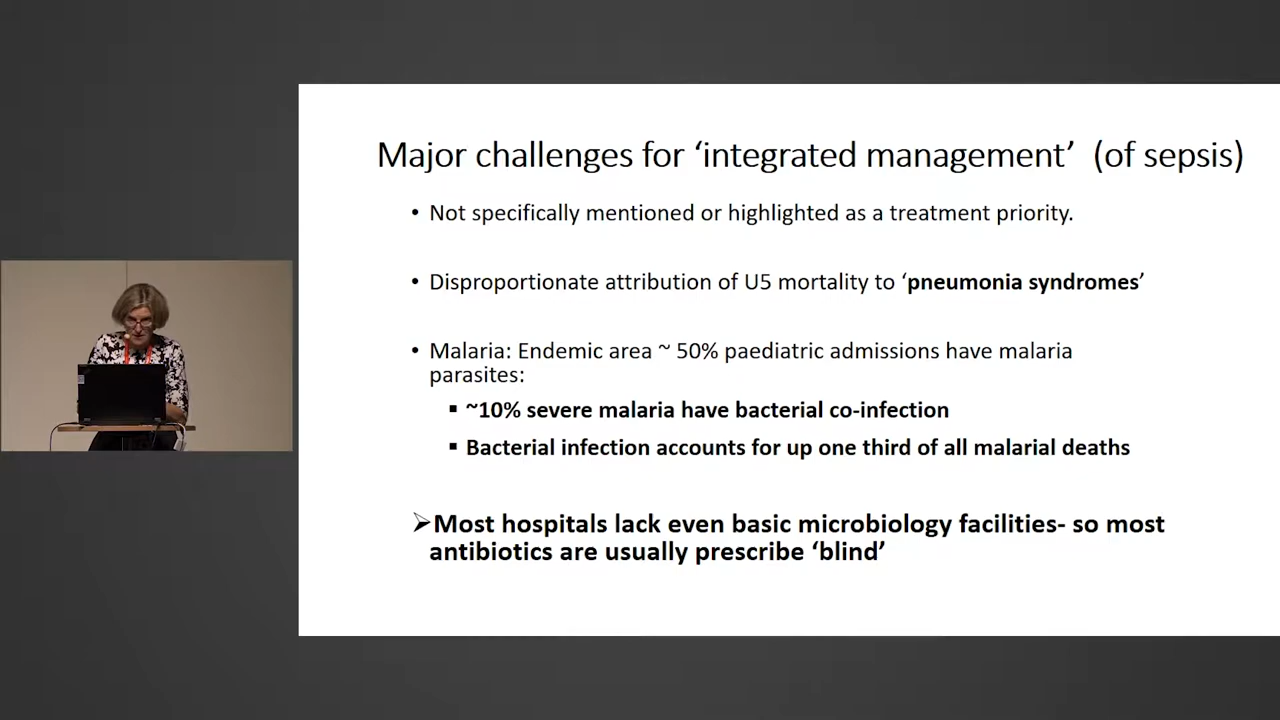 Major challenges for ‘integrated management’ (of sepsis)
• Not specifically mentioned or highlighted as a treatment priority.
• Disproportionate attribution of U5 mortality to ‘pneumonia syndromes’
• Malaria: Endemic area ~ 50% paediatric admissions have malaria
parasites:
▪ ~10% severe malaria have bacterial co-infection
▪ Bacterial infection accounts for up one third of all malarial deaths
➢Most hospitals lack even basic microbiology facilities- so most
antibiotics are usually prescribe ‘blind’